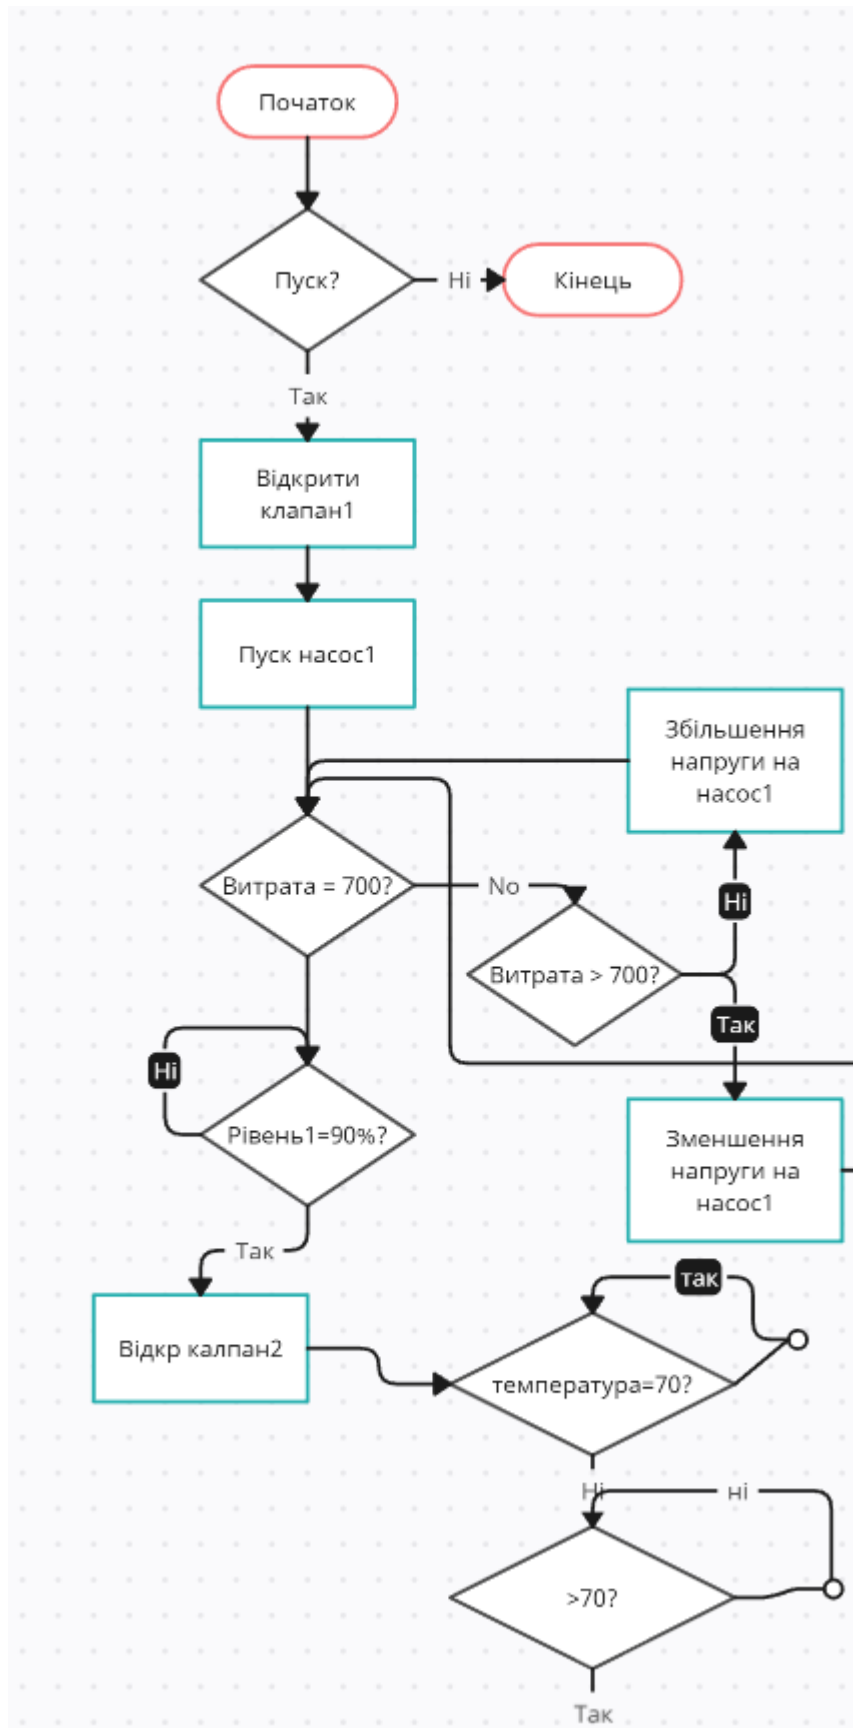 Початок
Пуск?
Ні
Кінець
Так
Відкрити
клапан1
Пуск насос1
Збільшення
напруги на
насос1
Витрата = 700?
No
Ні
Витрата > 700?
Так
Ні
Рівень1=90%?
Зменшення
напруги на
насос1
Так
так
Відкр калпан2
температура=70?
Ні
ні
>70?
Так